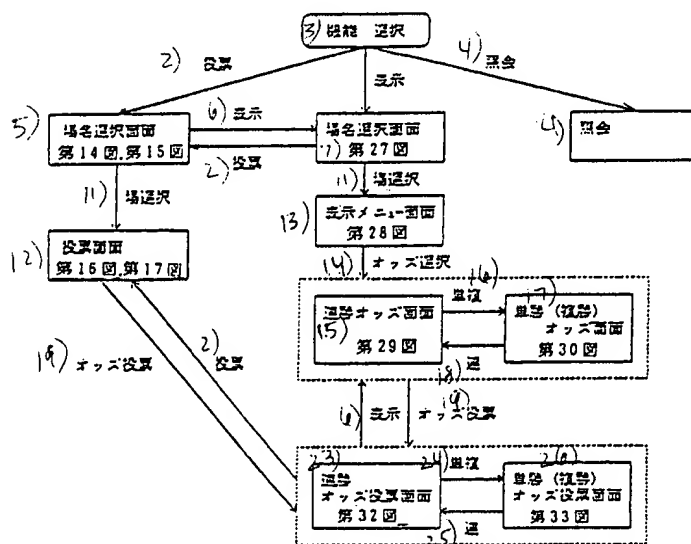 3) 機能 選択
2) 投票
表示
4) 照会
5) 場名選択画面
第14図.第15図
6) 表示
2) 投票
場名選択画面
7) 第27図
照会
11) 場選択
11) 場選択
12) 投票画面
第16図.第17図
13) 表示メニュー画面
第28図
14) オッズ選択
連勝オッズ画面
15)
第29図
16) 単複
18) 連
17) 単勝(複勝)
オッズ画面
第30図
19) オッズ投票
2) 投票
6) 表示
19) オッズ投票
23) 連勝
オッズ投票画面
第32図
24) 単複
25) 連
単勝(複勝)
オッズ投票画面
第33図